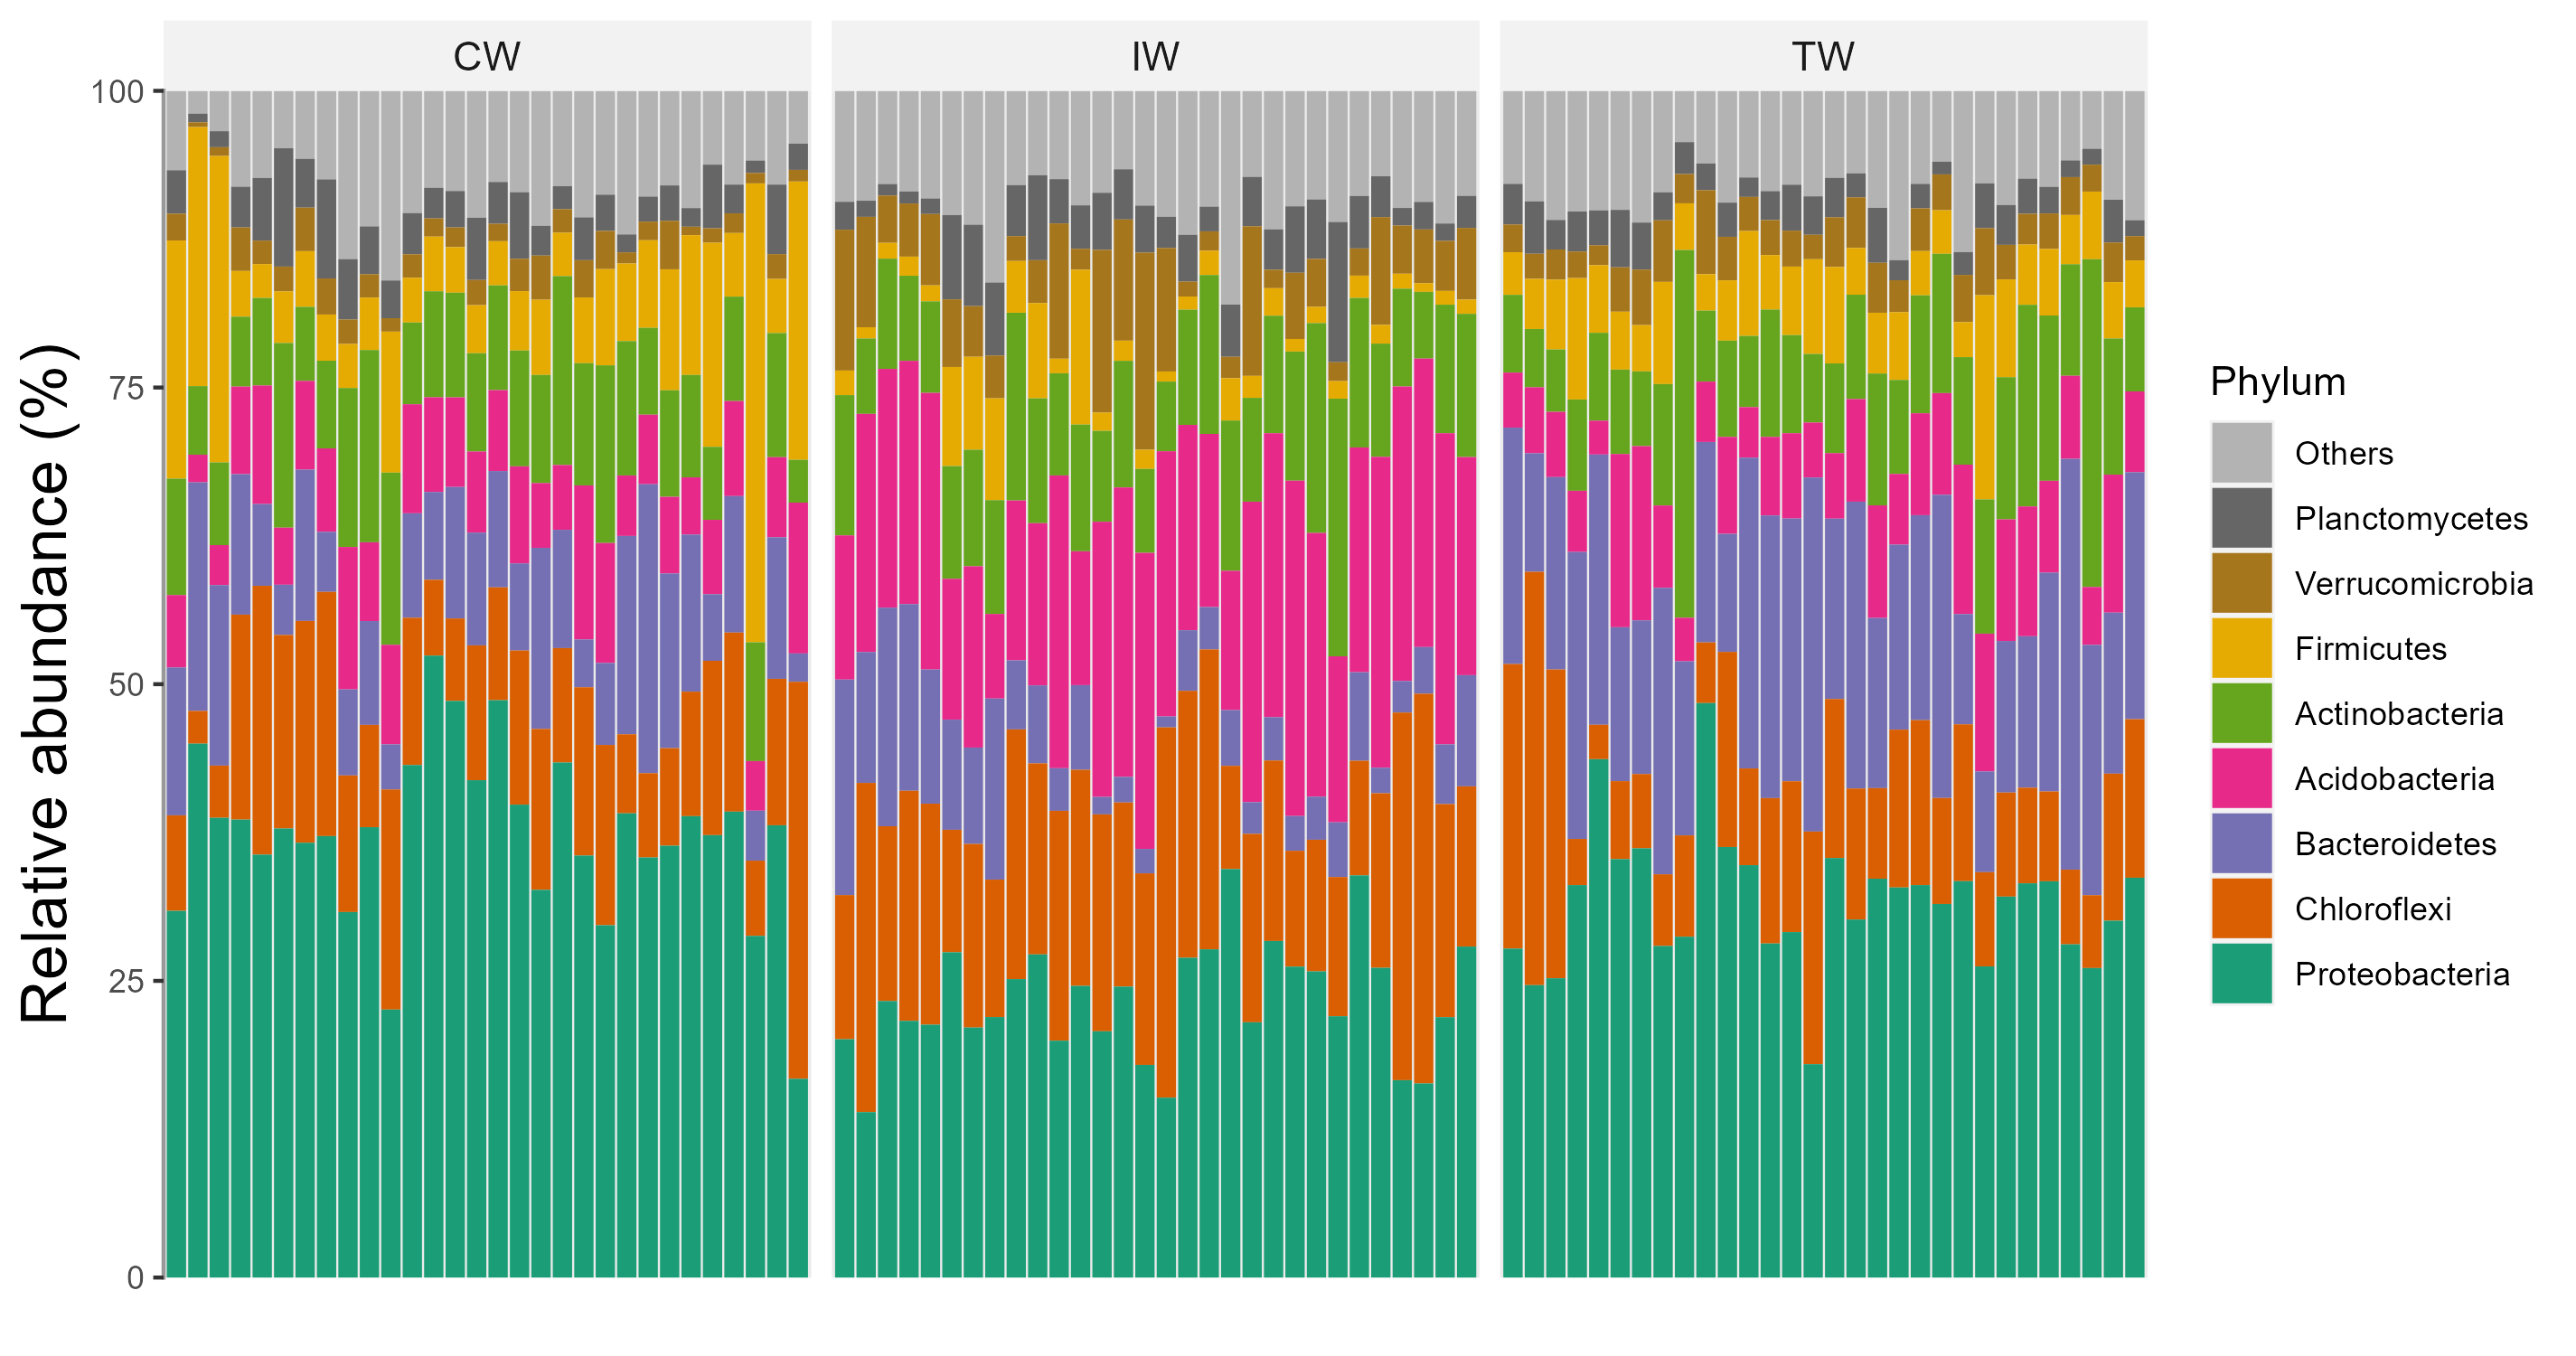 CW
IW
TW
Relative abundance (%)
100
75
50
25
0
Phylum
Others
Planctomycetes
Verrucomicrobia
Firmicutes
Actinobacteria
Acidobacteria
Bacteroidetes
Chloroflexi
Proteobacteria